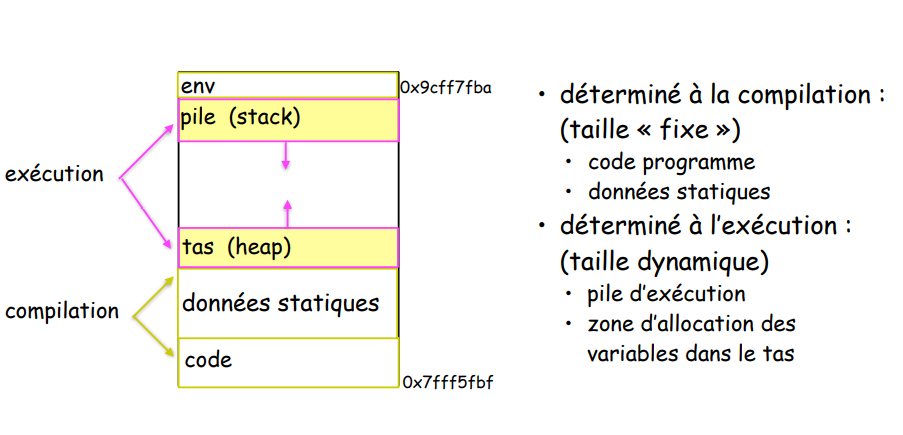 env
0x9cff7fba
pile (stack)
exécution
tas (heap)
compilation
données statiques
code
0x7fff5fbf
• déterminé à la compilation :
(taille « fixe »)
• code programme
• données statiques
• déterminé à l’exécution :
(taille dynamique)
• pile d’exécution
• zone d’allocation des
variables dans le tas